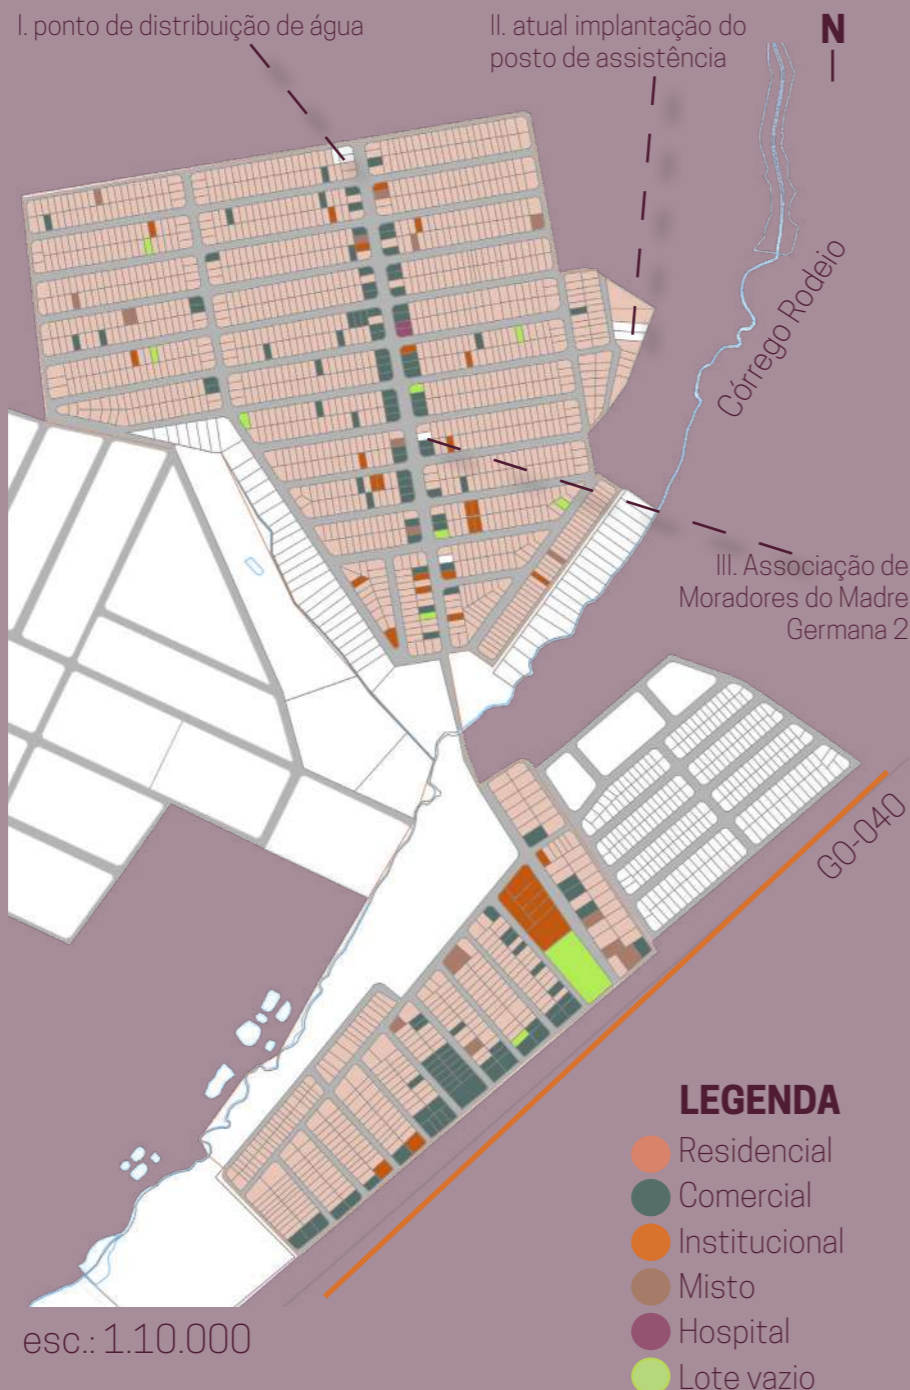 I. ponto de distribuição de água
II. atual implantação do
posto de assistência
N
Córrego Rodeio
III. Associação de
Moradores do Madre
Germana 2
GO-040
LEGENDA
Residencial
Comercial
Institucional
Misto
Hospital
Lote vazio
esc.: 1.10.000